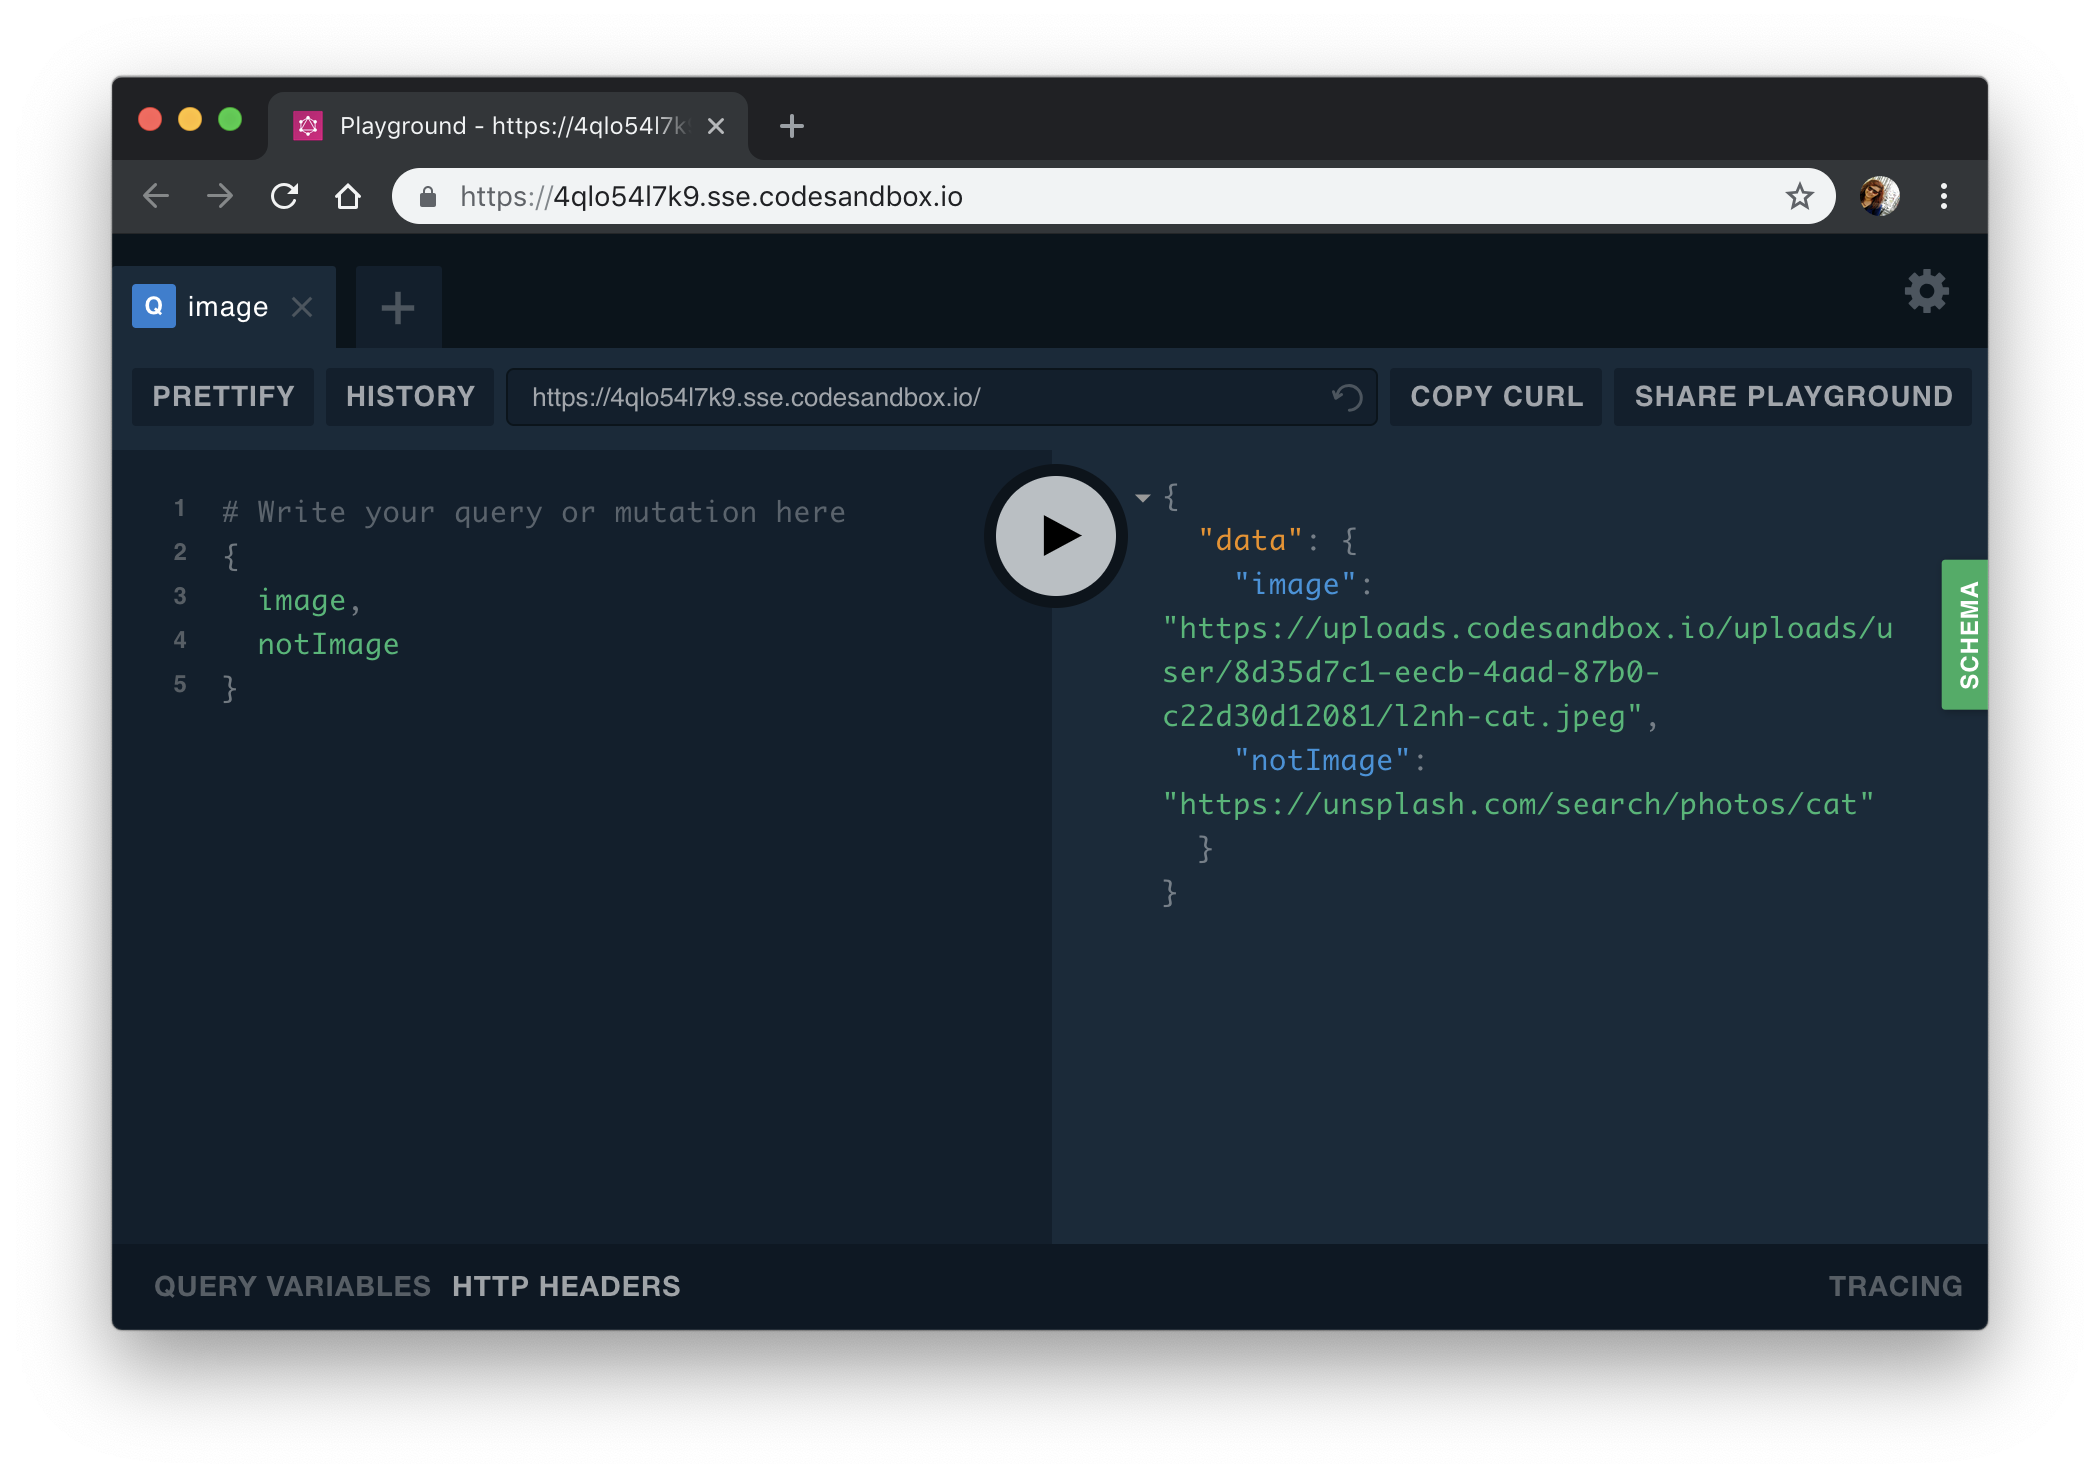 Playground - https://4qlo54l7k
https://4qlo54l7k9.sse.codesandbox.io
Q image
PRETTIFY HISTORY https://4qlo54l7k9.sse.codesandbox.io/ COPY CURL SHARE PLAYGROUND
1 # Write your query or mutation here
2 {
3 image,
4 notImage
5 }
{
"data": {
"image":
"https://uploads.codesandbox.io/uploads/u
ser/8d35d7c1-eecb-4aad-87b0-
c22d30d12081/l2nh-cat.jpeg",
"notImage":
"https://unsplash.com/search/photos/cat"
}
}
SCHEMA
QUERY VARIABLES HTTP HEADERS TRACING